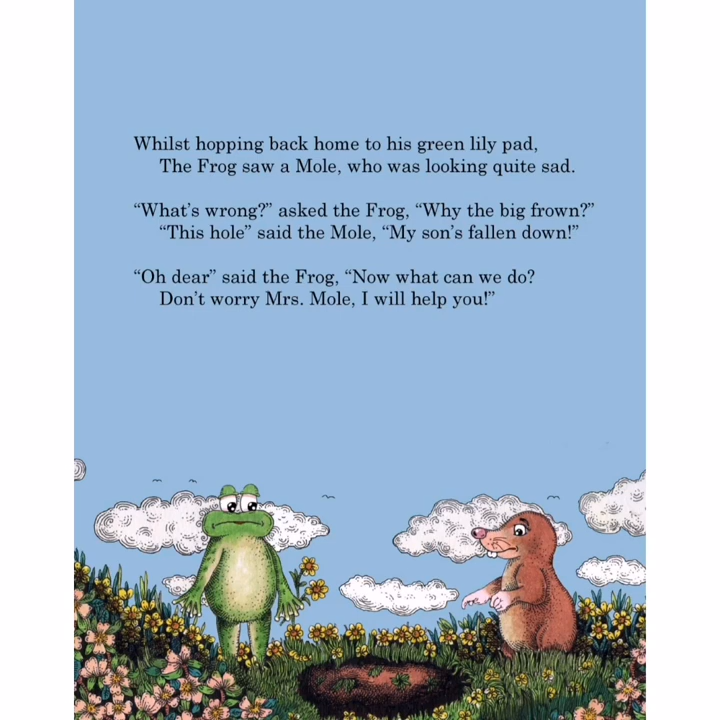 Whilst hopping back home to his green lily pad,
The Frog saw a Mole, who was looking quite sad.
“What’s wrong?” asked the Frog, “Why the big frown?”
“This hole” said the Mole, “My son’s fallen down!”
“Oh dear” said the Frog, “Now what can we do?
Don’t worry Mrs. Mole, I will help you!”